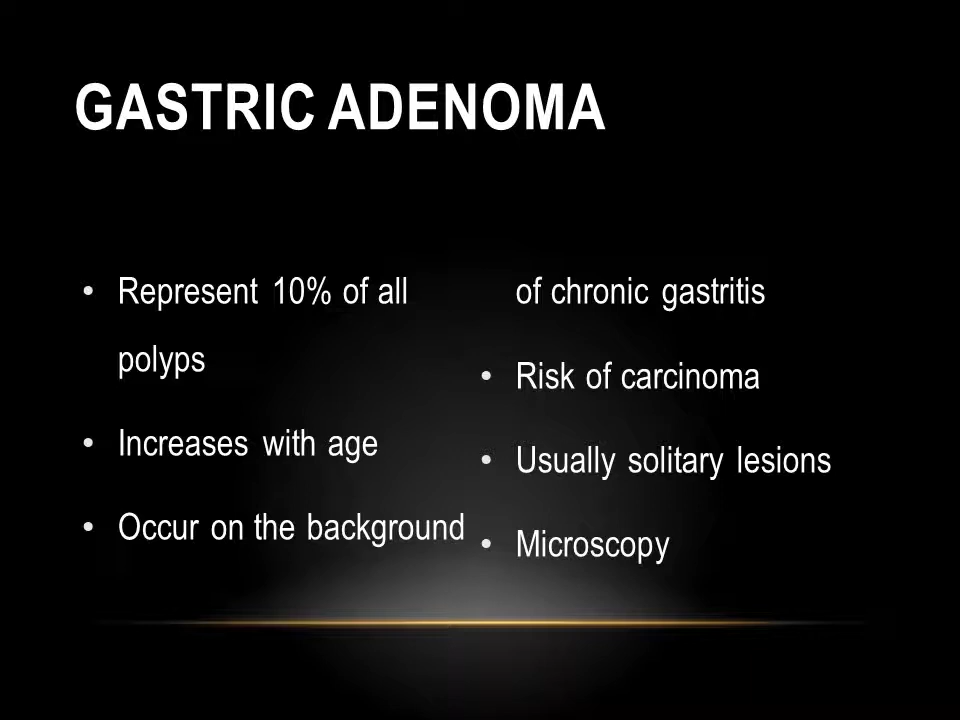 GASTRIC ADENOMA
• Represent 10% of all
polyps
• Increases with age
• Occur on the background
of chronic gastritis
• Risk of carcinoma
• Usually solitary lesions
• Microscopy